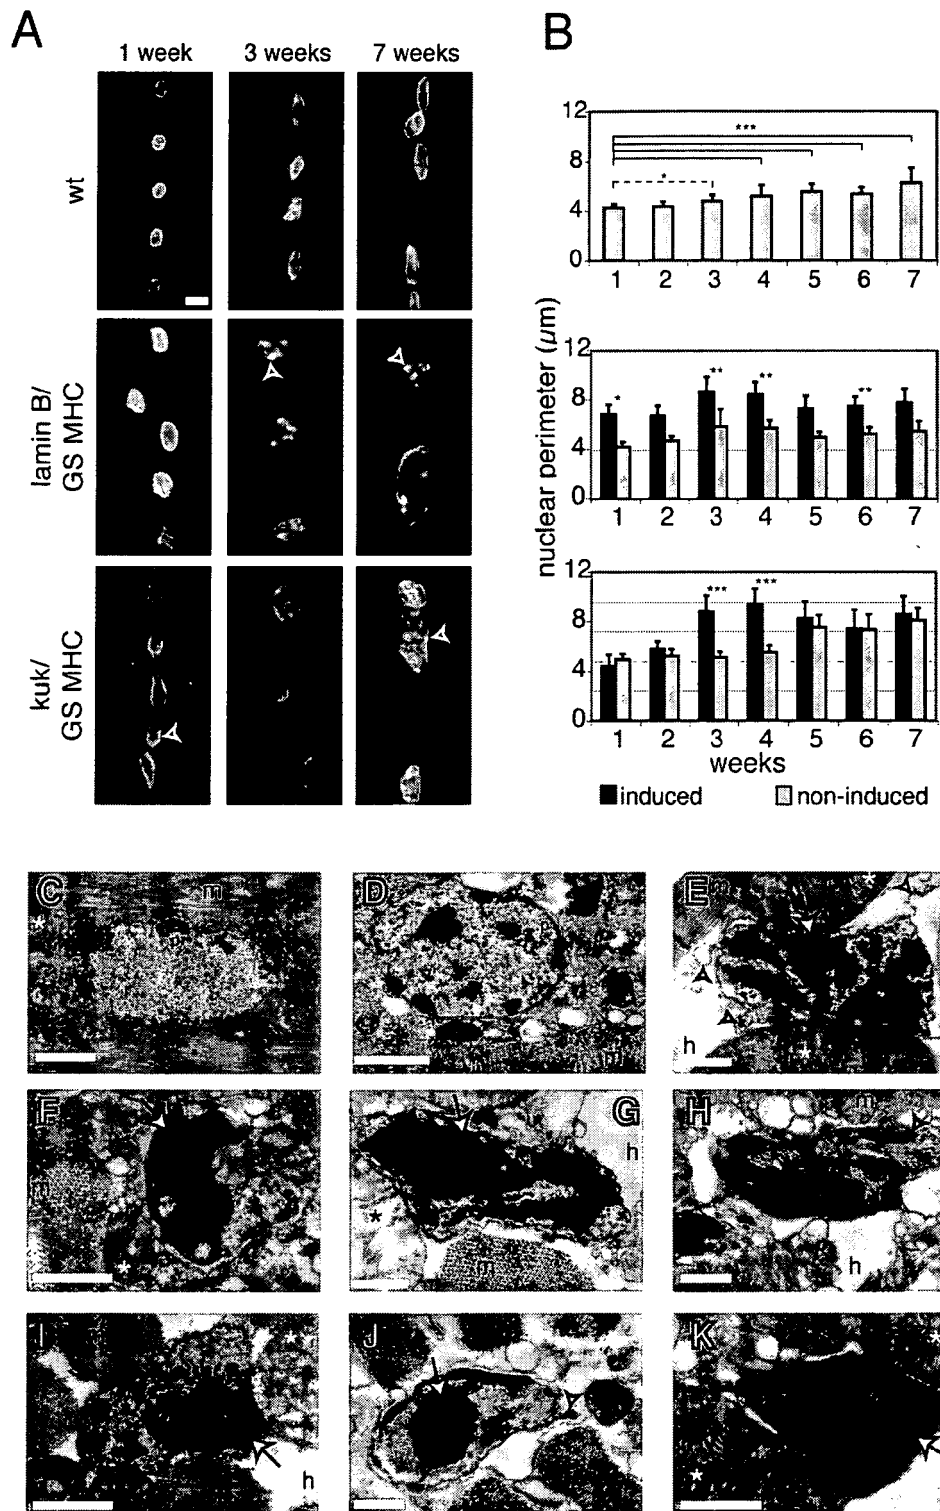 A
B
1 week 3 weeks 7 weeks
wt
lamin B/
GS MHC
kuk/
GS MHC
nuclear perimeter (μm)
12
8
4
0
***
*
1 2 3 4 5 6 7
12
8
4
0
* ** ** **
1 2 3 4 5 6 7
12
8
4
0
*** ***
1 2 3 4 5 6 7
weeks
induced non-induced
C m *
D m
E m * h *
F m *
G h * m
H m h
I ** h
J
K * *